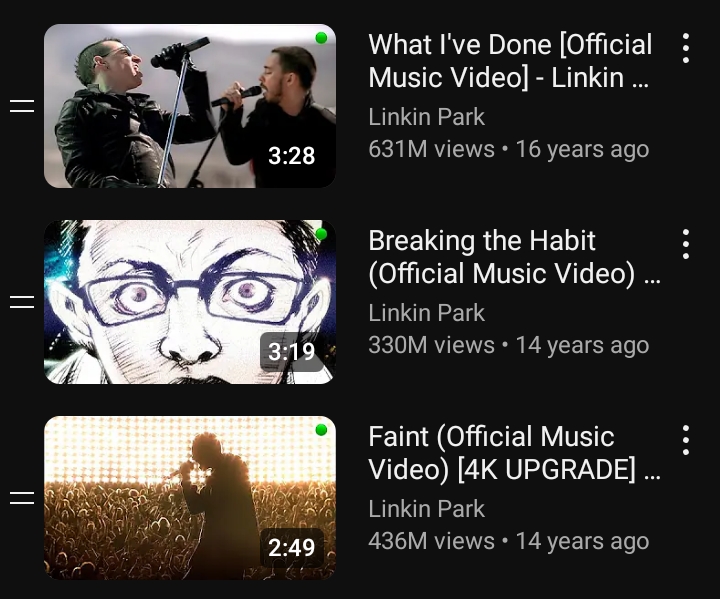 What I've Done [Official
Music Video] - Linkin ...
Linkin Park
631M views • 16 years ago
3:28
Breaking the Habit
(Official Music Video) ...
Linkin Park
330M views • 14 years ago
3:19
Faint (Official Music
Video) [4K UPGRADE] ...
Linkin Park
436M views • 14 years ago
2:49